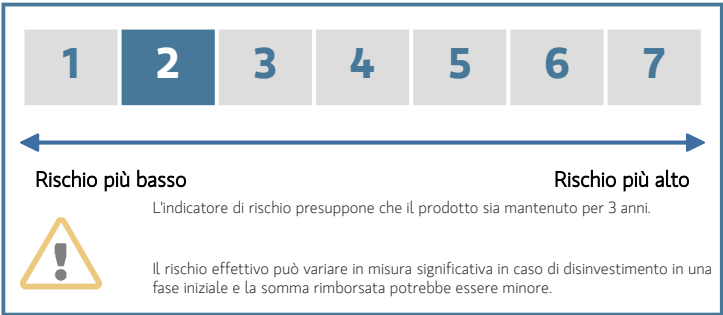 1 2 3 4 5 6 7
Rischio più basso Rischio più alto
L'indicatore di rischio presuppone che il prodotto sia mantenuto per 3 anni.
Il rischio effettivo può variare in misura significativa in caso di disinvestimento in una
fase iniziale e la somma rimborsata potrebbe essere minore.